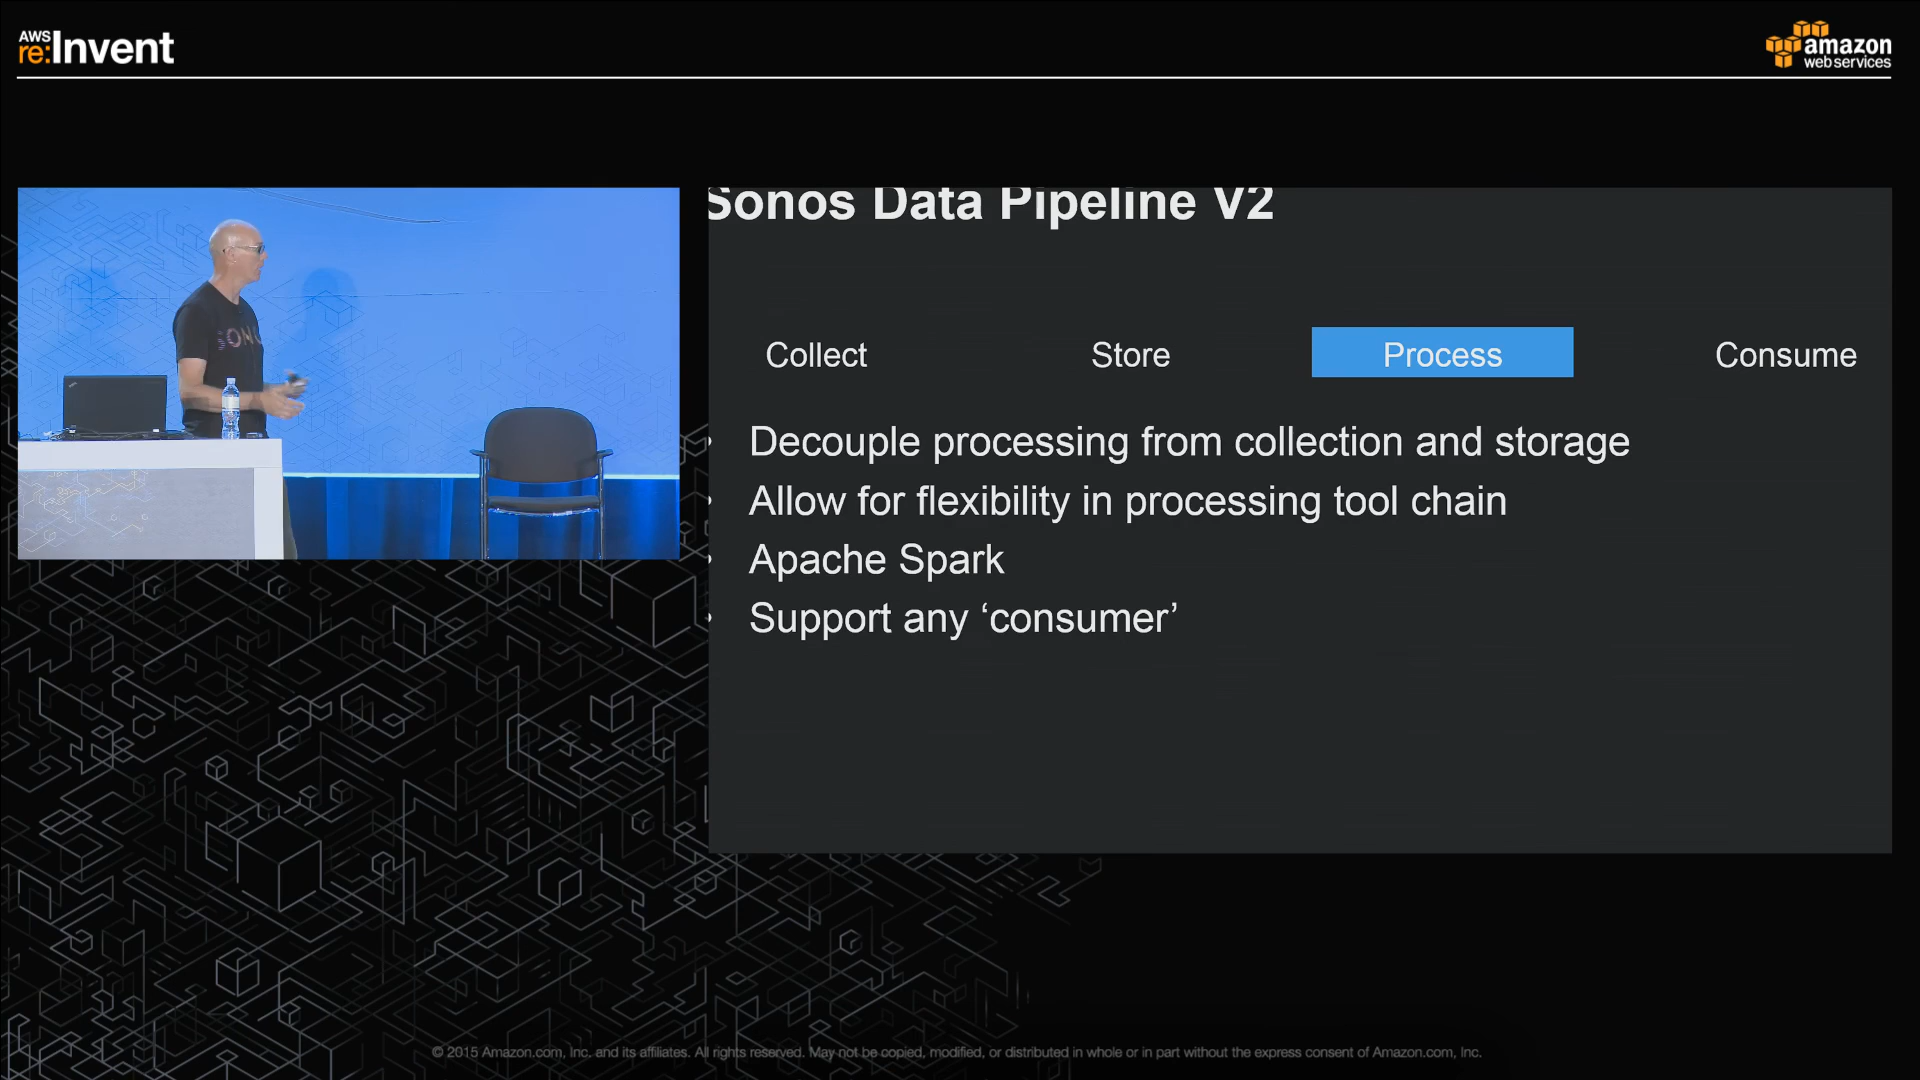 AWS
re:Invent
amazon
web services
Sonos Data Pipeline V2
Collect
Store
Process
Consume
SONO
• Decouple processing from collection and storage
• Allow for flexibility in processing tool chain
• Apache Spark
• Support any ‘consumer’
© 2015 Amazon.com, Inc. and its affiliates. All rights reserved. May not be copied, modified, or distributed in whole or in part without the express consent of Amazon.com, Inc.